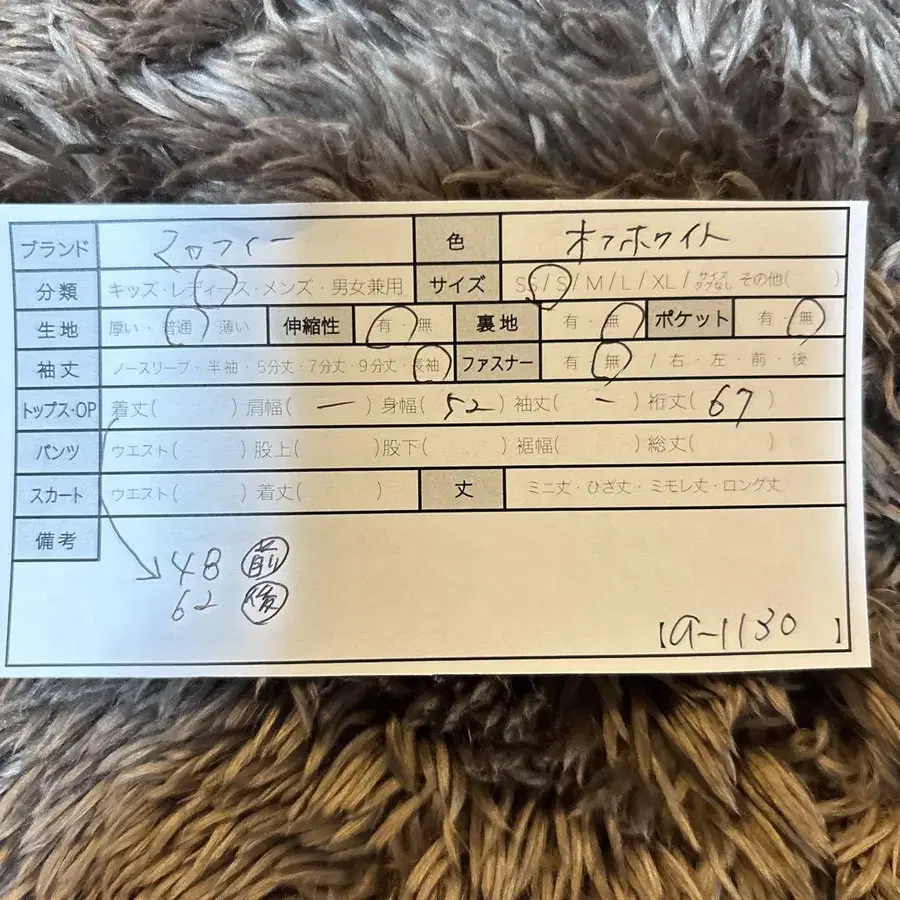 ブランド マカフィー 色 オフホワイト
分類 キッズ・レディース・メンズ・男女兼用 サイズ SS/S/M/L/XL/サイズタグなし その他( )
生地 厚い・普通・薄い 伸縮性 有・無 裏地 有・無 ポケット 有・無
袖丈 ノースリーブ・半袖・5分丈・7分丈・9分丈・長袖 ファスナー 有・無 / 右・左・前・後
トップス・OP 着丈( ) 肩幅( ー ) 身幅( 52 ) 袖丈( ー ) 裄丈( 67 )
パンツ ウエスト( ) 股上( ) 股下( ) 裾幅( ) 総丈( )
スカート ウエスト( ) 着丈( ) 丈 ミニ丈・ひざ丈・ミモレ丈・ロング丈
備考
48 前
62 後
【a-1130 】